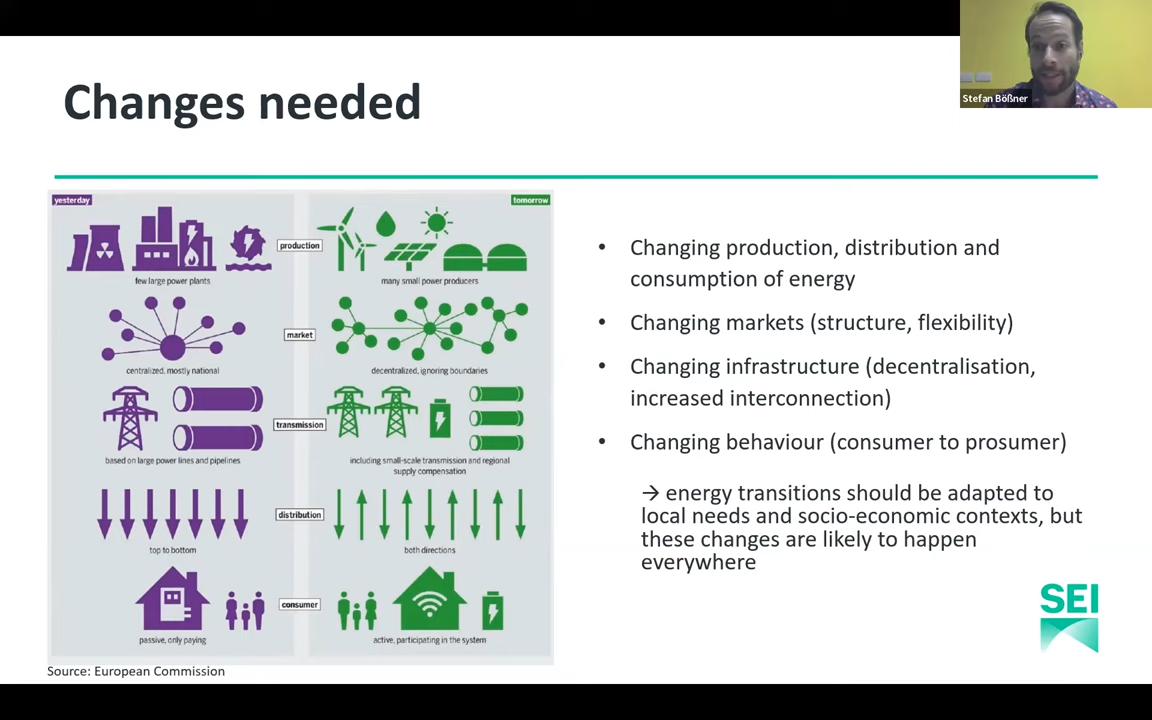 Stefan Bößner
Changes needed
yesterday
tomorrow
production
few large power plants
many small power producers
market
centralized, mostly national
decentralized, ignoring boundaries
transmission
based on large power lines and pipelines
including small-scale transmission and regional
supply compensation
distribution
top to bottom
both directions
consumer
passive, only paying
active, participating in the system
Source: European Commission
• Changing production, distribution and
consumption of energy
• Changing markets (structure, flexibility)
• Changing infrastructure (decentralisation,
increased interconnection)
• Changing behaviour (consumer to prosumer)
→ energy transitions should be adapted to
local needs and socio-economic contexts, but
these changes are likely to happen
everywhere
SEI